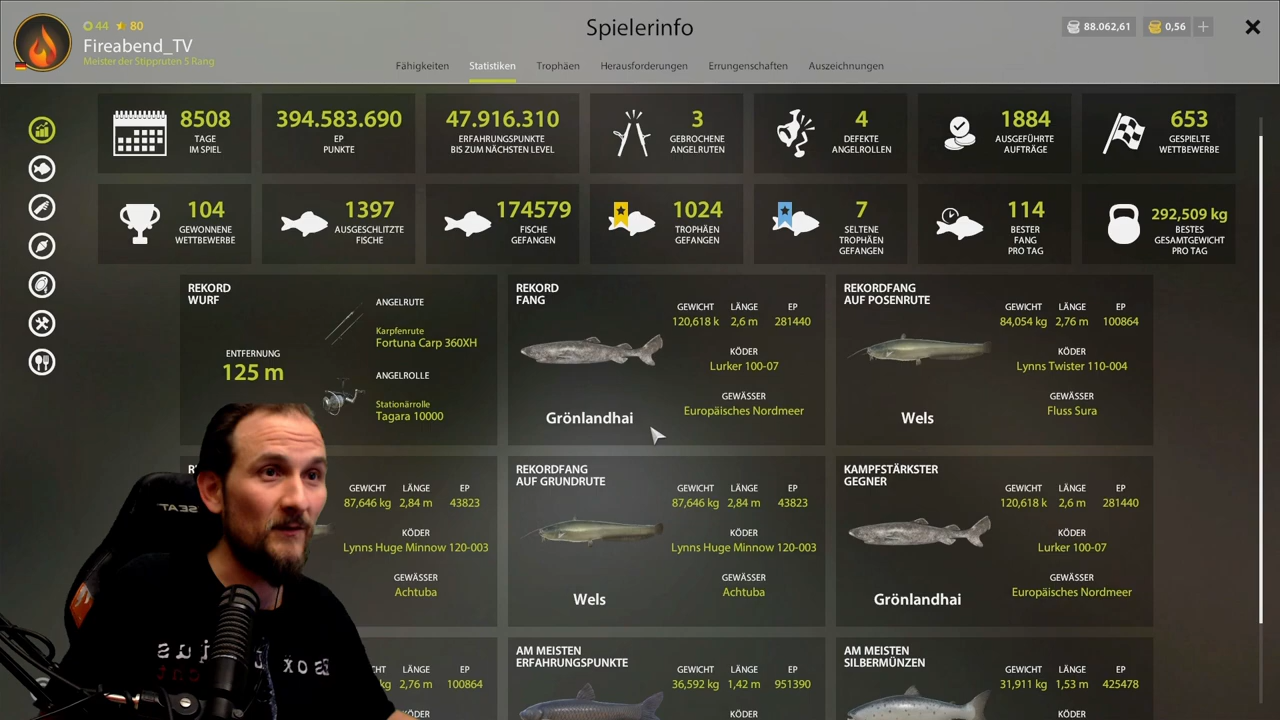 44 80
Fireabend_TV
Meister der Stippruten S Rang
Spielerinfo
88.062,61
0,56
Fähigkeiten
Statistiken
Trophäen
Herausforderungen
Errungenschaften
Auszeichnungen
8508
TAGE
IM SPIEL
394.583.690
EP
PUNKTE
47.916.310
ERFAHRUNGSPUNKTE
BIS ZUM NÄCHSTEN LEVEL
3
GEBROCHENE
ANGELRUTEN
4
DEFEKTE
ANGELROLLEN
1884
AUSGEFÜHRTE
AUFTRÄGE
653
GESPIELTE
WETTBEWERBE
104
GEWONNENE
WETTBEWERBE
1397
AUSGESCHLITZTE
FISCHE
174579
FISCHE
GEFANGEN
1024
TROPHÄEN
GEFANGEN
7
SELTENE
TROPHÄEN
GEFANGEN
114
BESTER
FANG
PRO TAG
292,509 kg
BESTES
GESAMTGEWICHT
PRO TAG
REKORD
WURF
ENTFERNUNG
125 m
ANGELRUTE
Karpfenrute
Fortuna Carp 360XH
ANGELROLLE
Stationärrolle
Tagara 10000
REKORD
FANG
GEWICHT LÄNGE EP
120,618 k 2,6 m 281440
KÖDER
Lurker 100-07
GEWÄSSER
Europäisches Nordmeer
Grönlandhai
REKORDFANG
AUF POSENRUTE
GEWICHT LÄNGE EP
84,054 kg 2,76 m 100864
KÖDER
Lynns Twister 110-004
GEWÄSSER
Fluss Sura
Wels
GEWICHT LÄNGE EP
87,646 kg 2,84 m 43823
KÖDER
Lynns Huge Minnow 120-003
GEWÄSSER
Achtuba
REKORDFANG
AUF GRUNDRUTE
GEWICHT LÄNGE EP
87,646 kg 2,84 m 43823
KÖDER
Lynns Huge Minnow 120-003
GEWÄSSER
Achtuba
Wels
KAMPFSTÄRKSTER
GEGNER
GEWICHT LÄNGE EP
120,618 k 2,6 m 281440
KÖDER
Lurker 100-07
GEWÄSSER
Europäisches Nordmeer
Grönlandhai
LÄNGE EP
2,76 m 100864
KÖDER
AM MEISTEN
ERFAHRUNGSPUNKTE
GEWICHT LÄNGE EP
36,592 kg 1,42 m 951390
KÖDER
AM MEISTEN
SILBERMÜNZEN
GEWICHT LÄNGE EP
31,911 kg 1,53 m 425478
KÖDER
SEAT